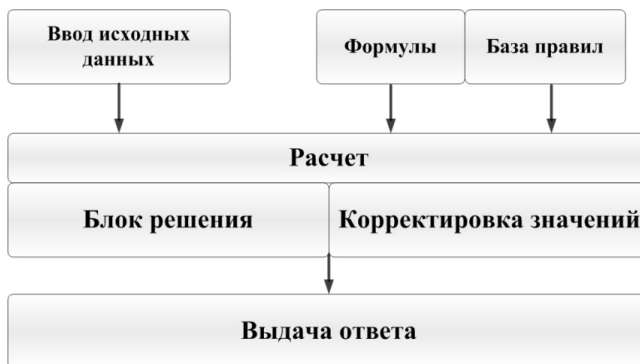 Ввод исходных
данных
Формулы
База правил
Расчет
Блок решения
Корректировка значений
Выдача ответа